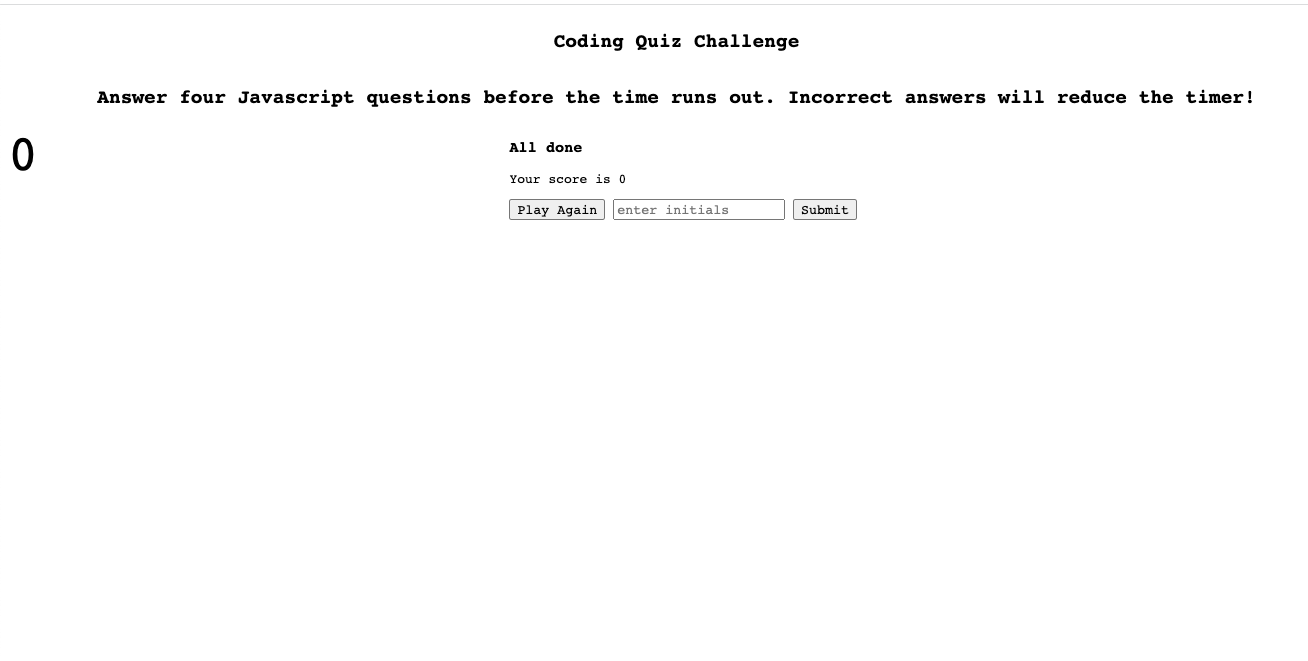 Coding Quiz Challenge
Answer four Javascript questions before the time runs out. Incorrect answers will reduce the timer!
0
All done
Your score is 0
Play Again enter initials Submit